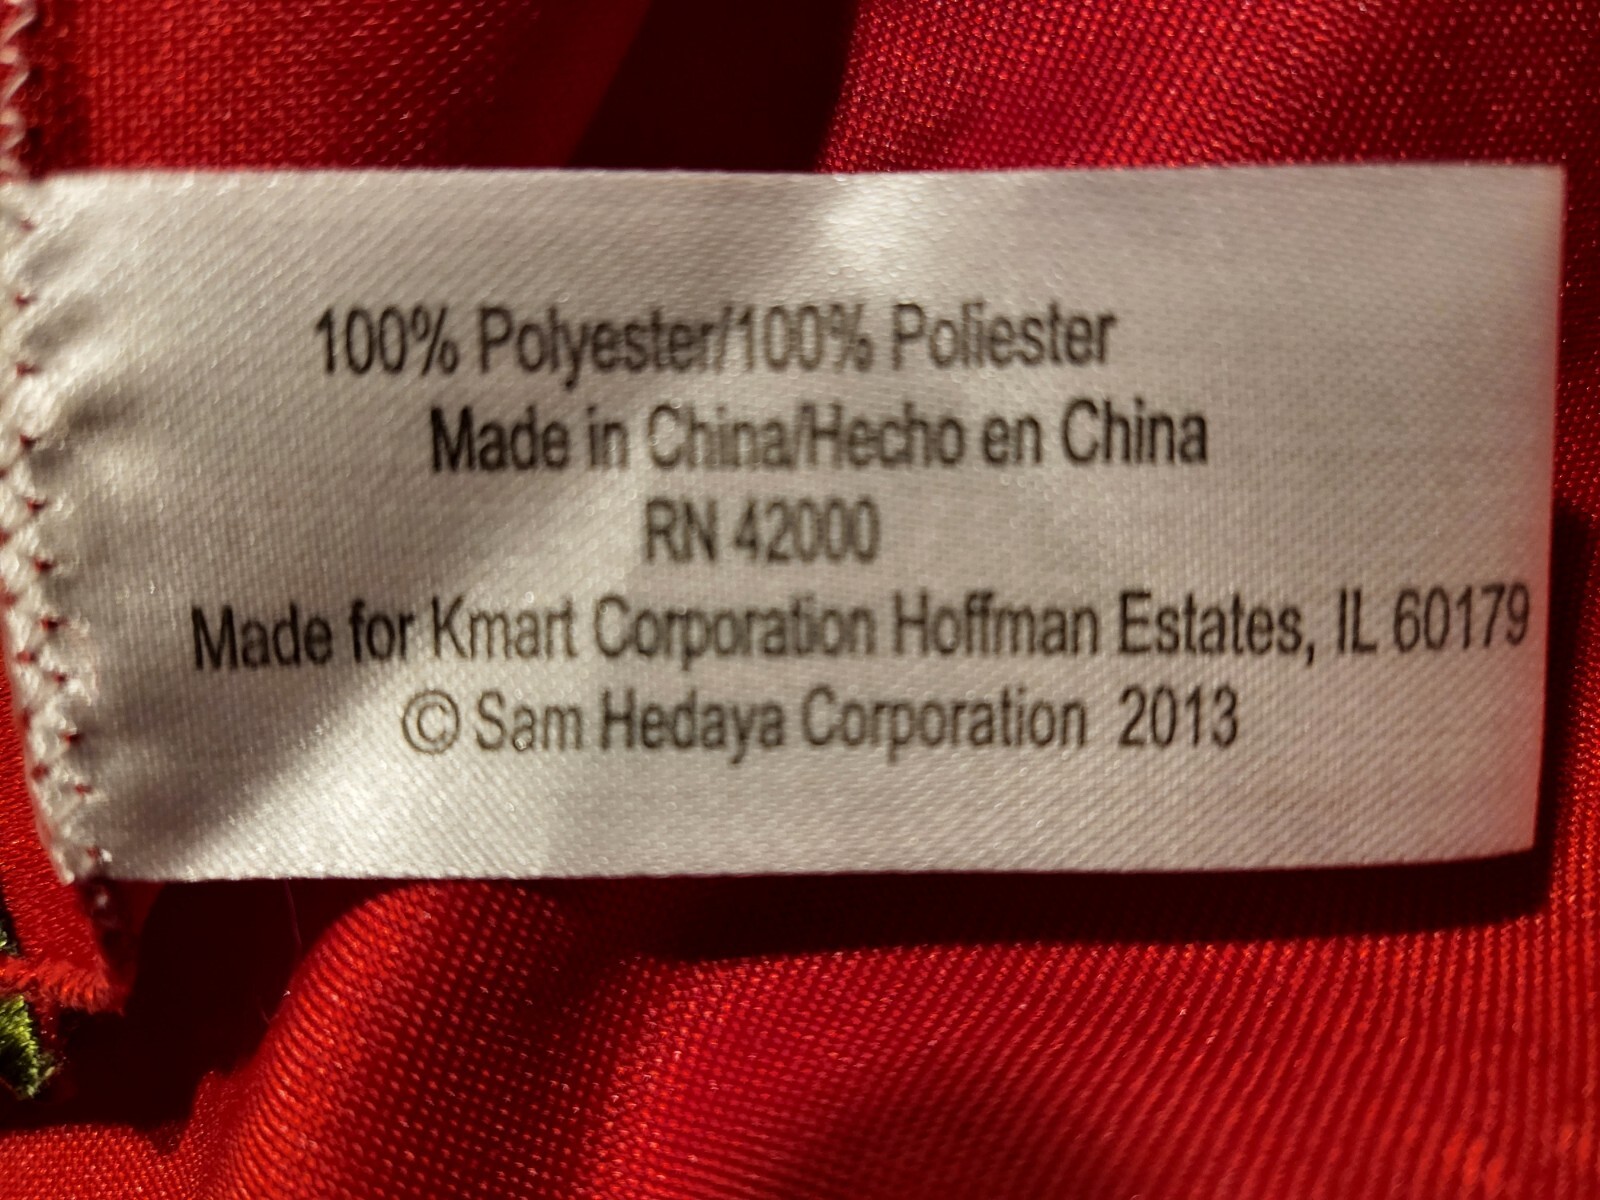 100% Polyester/100% Poliester
Made in China/Hecho en China
RN 42000
Made for Kmart Corporation Hoffman Estates, IL 60179
© Sam Hedaya Corporation 2013